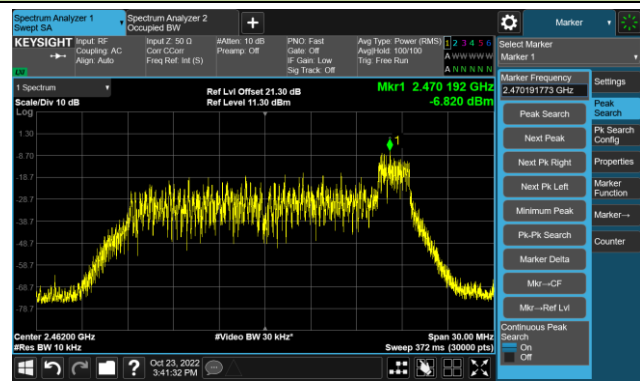 Spectrum Analyzer 1
Swept SA
Spectrum Analyzer 2
Occupied BW
Marker
KEYSIGHT
Input: RF
Coupling: AC
Align: Auto
Input Z: 50 Ω
Corr CCorr
Freq Ref: Int (S)
#Atten: 10 dB
Preamp: Off
PNO: Fast
Gate: Off
IF Gain: Low
Sig Track: Off
Avg Type: Power (RMS)
Avg|Hold: 100/100
Trig: Free Run
1 2 3 4 5 6
A W W W W W
A N N N N N
Select Marker
Marker 1
1 Spectrum
Scale/Div 10 dB
Log
Ref Lvl Offset 21.30 dB
Ref Level 11.30 dBm
Mkr1 2.470 192 GHz
-6.820 dBm
1.30
-8.70
-18.7
-28.7
-38.7
-48.7
-58.7
-68.7
-78.7
1
Center 2.46200 GHz
#Res BW 10 kHz
#Video BW 30 kHz*
Span 30.00 MHz
Sweep 372 ms (30000 pts)
Marker Frequency
2.470191773 GHz
Peak Search
Next Peak
Next Pk Right
Next Pk Left
Minimum Peak
Pk-Pk Search
Marker Delta
Mkr→CF
Mkr→Ref Lvl
Continuous Peak
Search
On
Off
Settings
Peak
Search
Pk Search
Config
Properties
Marker
Function
Marker→
Counter
?
Oct 23, 2022
3:41:32 PM